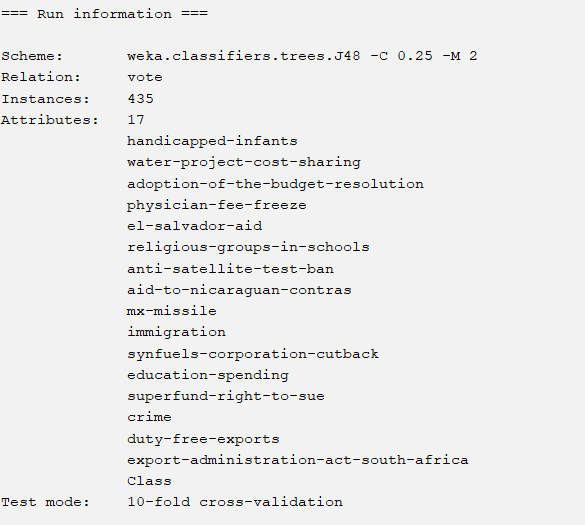 === Run information ===
Scheme:       weka.classifiers.trees.J48 -C 0.25 -M 2
Relation:     vote
Instances:    435
Attributes:   17
              handicapped-infants
              water-project-cost-sharing
              adoption-of-the-budget-resolution
              physician-fee-freeze
              el-salvador-aid
              religious-groups-in-schools
              anti-satellite-test-ban
              aid-to-nicaraguan-contras
              mx-missile
              immigration
              synfuels-corporation-cutback
              education-spending
              superfund-right-to-sue
              crime
              duty-free-exports
              export-administration-act-south-africa
              Class
Test mode:    10-fold cross-validation